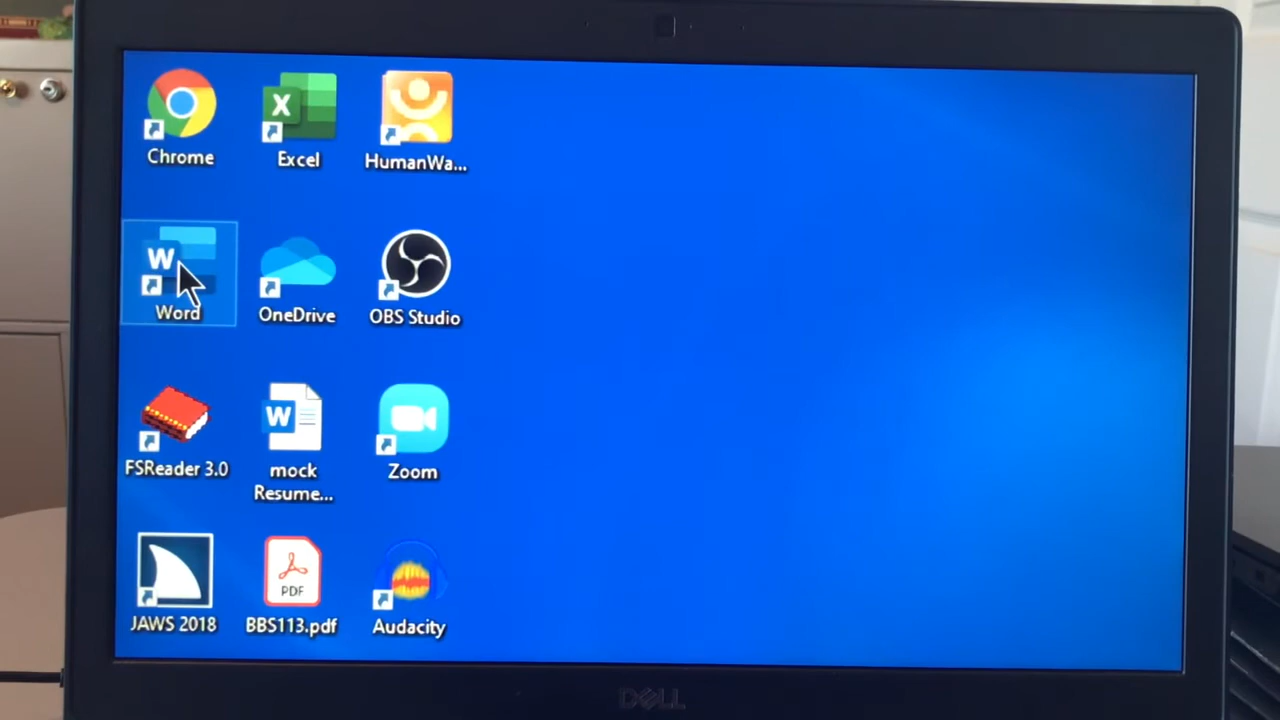 Chrome
Excel
HumanWa...
Word
OneDrive
OBS Studio
FSReader 3.0
mock
Resume...
Zoom
JAWS 2018
PDF
BBS113.pdf
Audacity
DELL